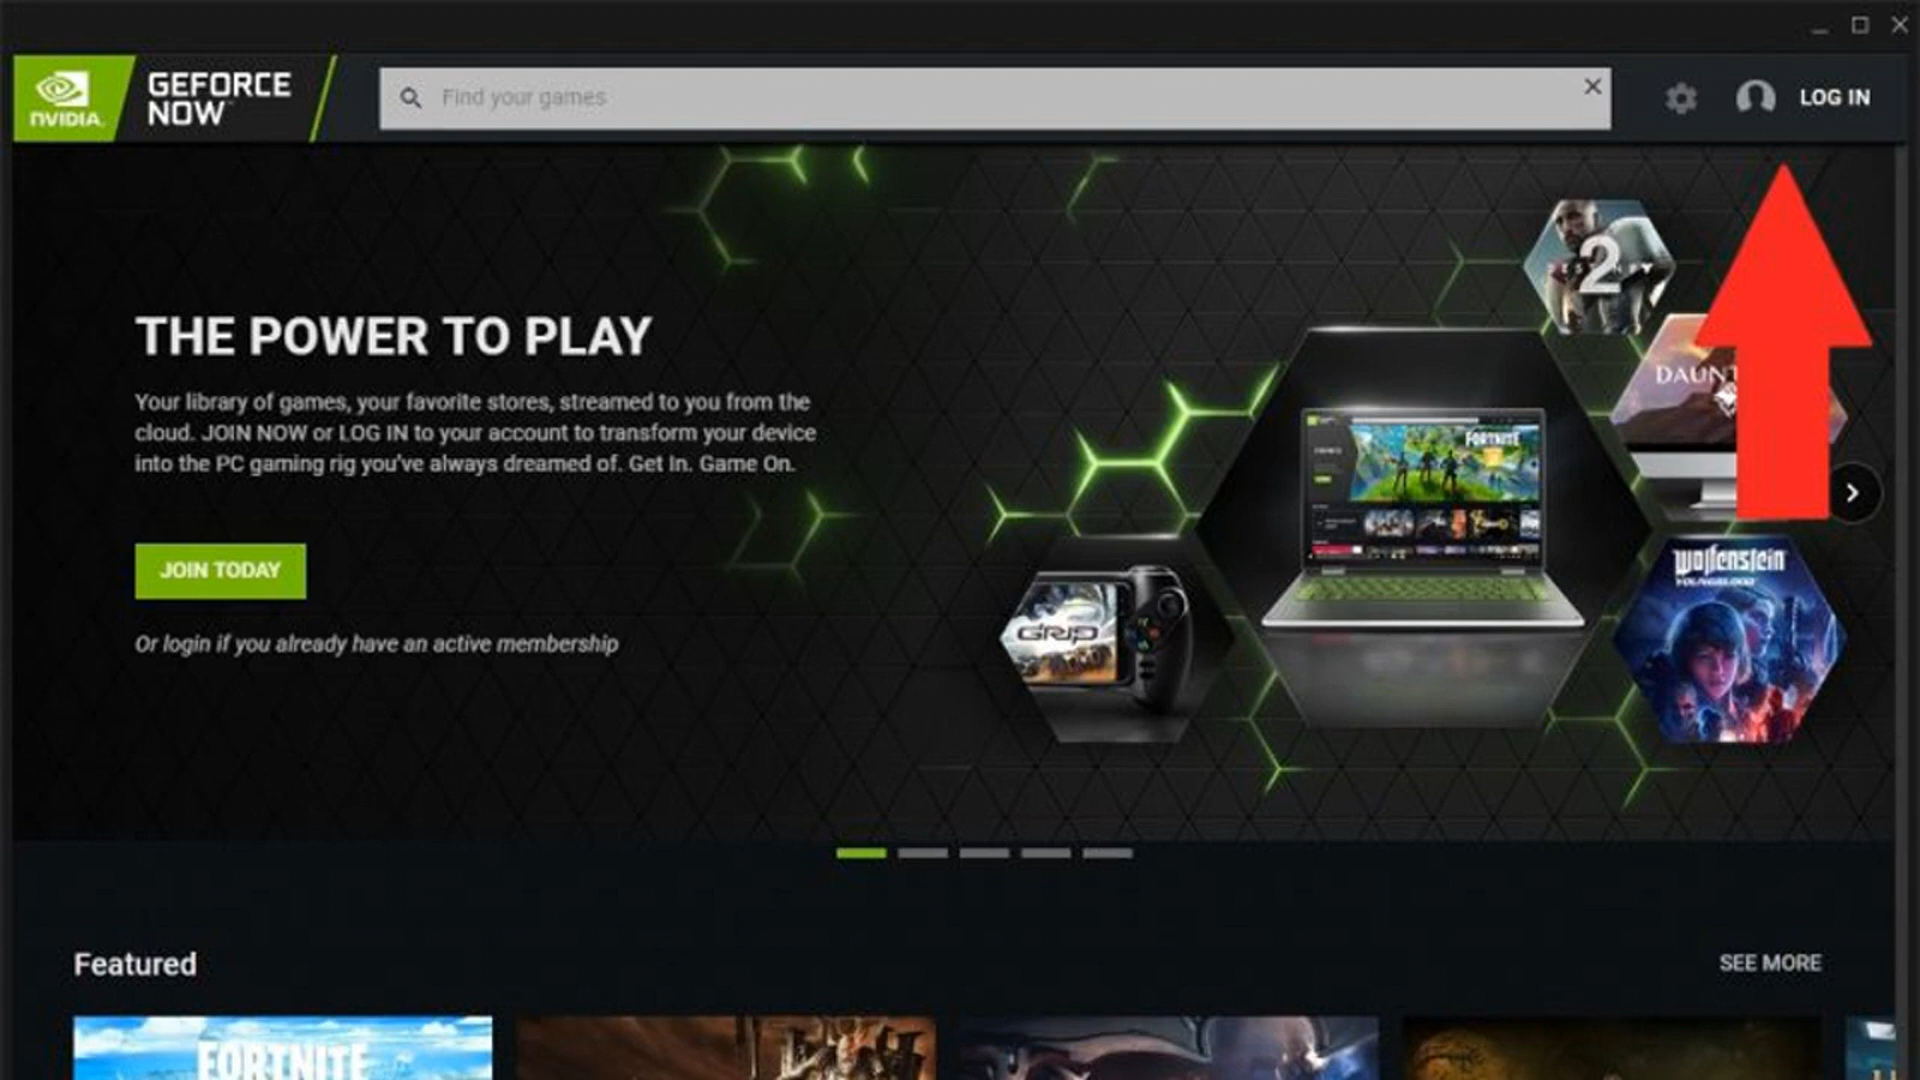 NVIDIA
GEFORCE
NOW
Find your games
LOG IN
THE POWER TO PLAY
Your library of games, your favorite stores, streamed to you from the
cloud. JOIN NOW or LOG IN to your account to transform your device
into the PC gaming rig you've always dreamed of. Get In. Game On.
JOIN TODAY
Or login if you already have an active membership
2
DAUNT
FORTNITE
GRIP
Wolfenstein
YOUNGBLOOD
Featured
SEE MORE
FORTNITE